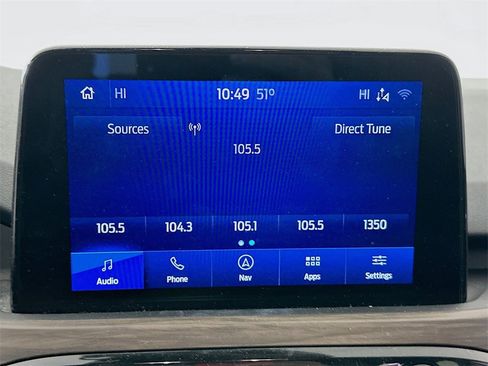 HI 10:49 51° HI
Sources Direct Tune
105.5
105.5 104.3 105.1 105.5 1350
Audio Phone Nav Apps Settings